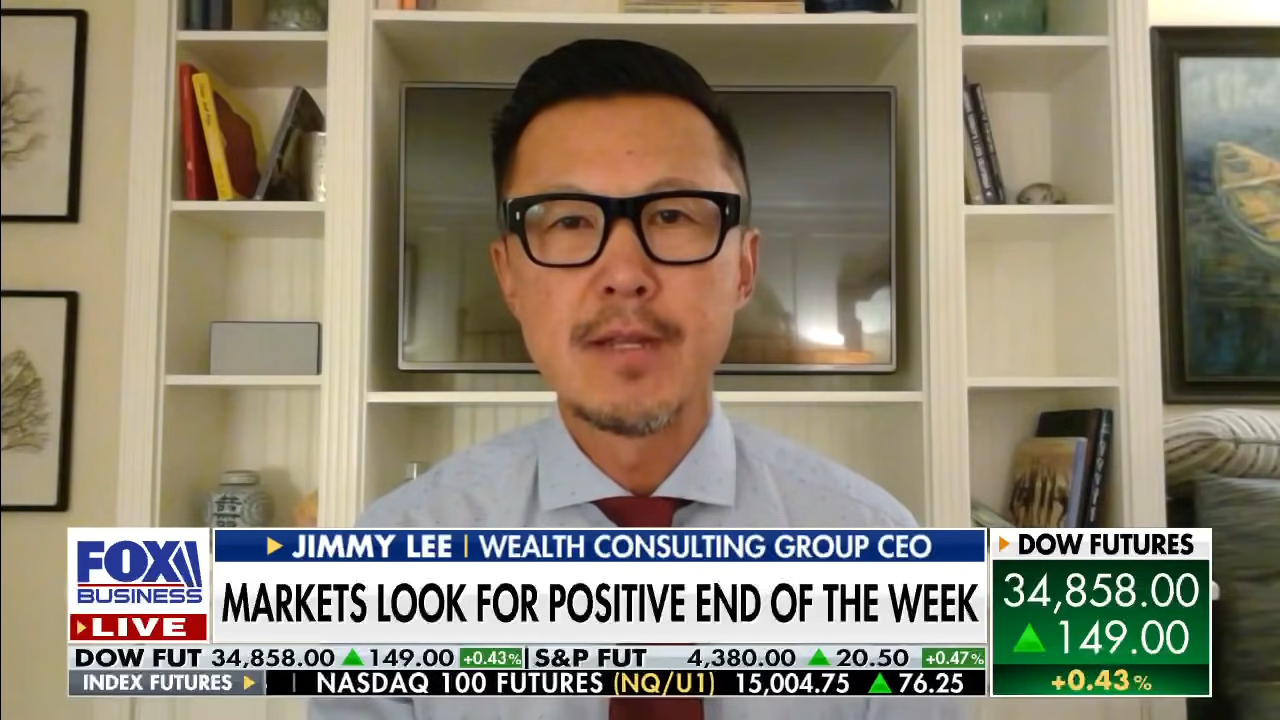 JIMMY LEE | WEALTH CONSULTING GROUP CEO
MARKETS LOOK FOR POSITIVE END OF THE WEEK
FOX
BUSINESS
LIVE
DOW FUTURES
34,858.00
149.00
+0.43%
DOW FUT 34,858.00 149.00 +0.43% S&P FUT 4,380.00 20.50 +0.47%
INDEX FUTURES NASDAQ 100 FUTURES (NQ/U1) 15,004.75 76.25